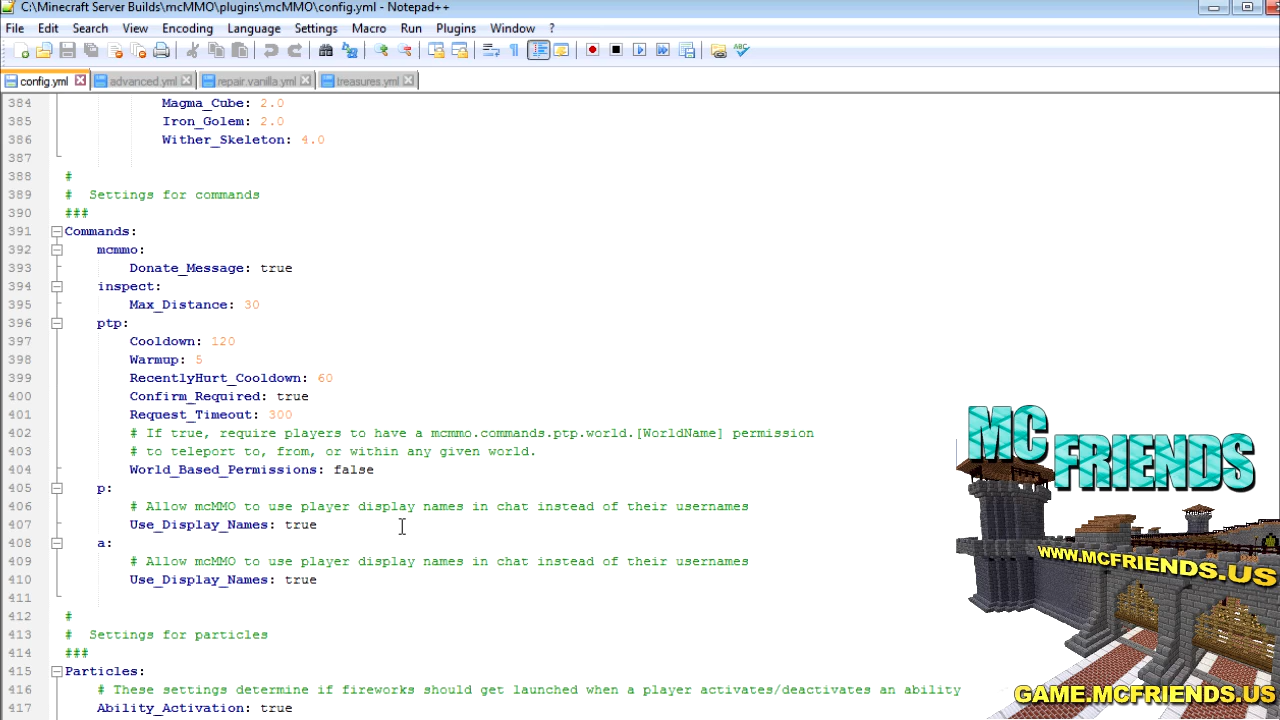 C:\Minecraft Server Builds\mcMMO\plugins\mcMMO\config.yml - Notepad++
File Edit Search View Encoding Language Settings Macro Run Plugins Window ?
config.yml advanced.yml repair.vanilla.yml treasures.yml
384 Magma_Cube: 2.0
385 Iron_Golem: 2.0
386 Wither_Skeleton: 4.0
387
388 #
389 # Settings for commands
390 ###
391 Commands:
392 mcmmo:
393 Donate_Message: true
394 inspect:
395 Max_Distance: 30
396 ptp:
397 Cooldown: 120
398 Warmup: 5
399 RecentlyHurt_Cooldown: 60
400 Confirm_Required: true
401 Request_Timeout: 300
402 # If true, require players to have a mcmmo.commands.ptp.world.[WorldName] permission
403 # to teleport to, from, or within any given world.
404 World_Based_Permissions: false
405 p:
406 # Allow mcMMO to use player display names in chat instead of their usernames
407 Use_Display_Names: true
408 a:
409 # Allow mcMMO to use player display names in chat instead of their usernames
410 Use_Display_Names: true
411
412 #
413 # Settings for particles
414 ###
415 Particles:
416 # These settings determine if fireworks should get launched when a player activates/deactivates an ability
417 Ability_Activation: true
MC
FRIENDS
WWW.MCFRIENDS.US
GAME.MCFRIENDS.US